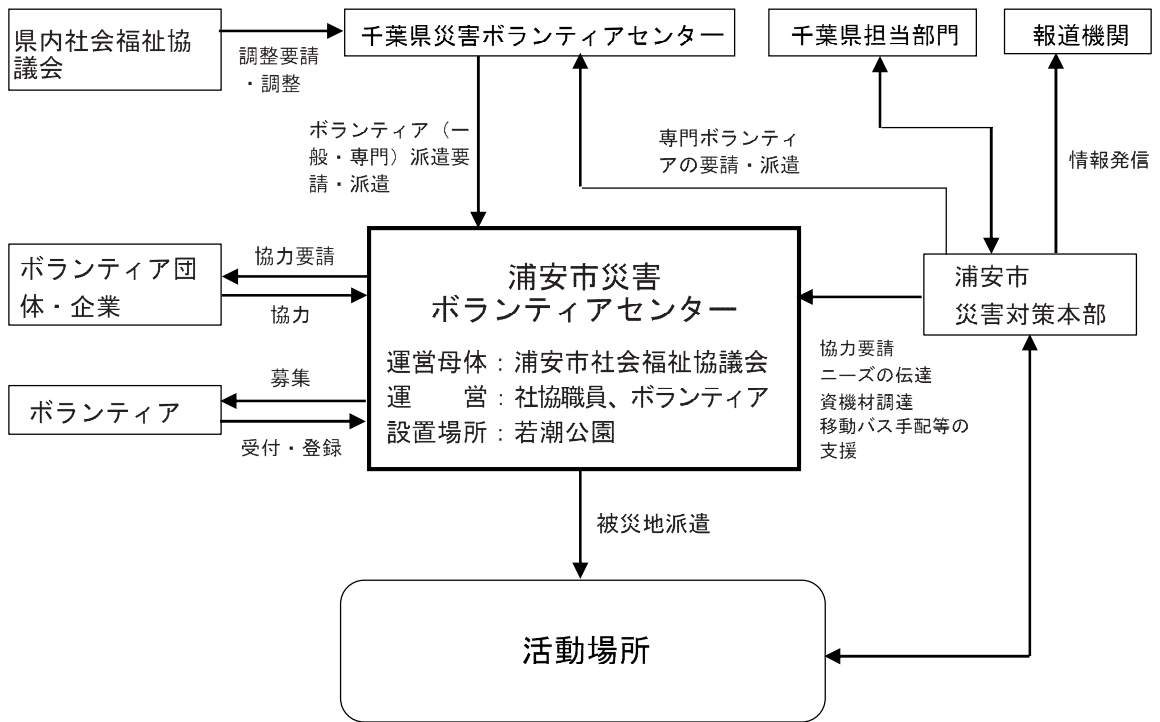 県内社会福祉協
議会
調整要請
・調整
千葉県災害ボランティアセンター
千葉県担当部門
報道機関
ボランティア（一
般・専門）派遣要
請・派遣
専門ボランティ
アの要請・派遣
情報発信
ボランティア団
体・企業
協力要請
協力
浦安市災害
ボランティアセンター
運営母体：浦安市社会福祉協議会
運　　営：社協職員、ボランティア
設置場所：若潮公園
浦安市
災害対策本部
協力要請
ニーズの伝達
資機材調達
移動バス手配等の
支援
ボランティア
募集
受付・登録
被災地派遣
活動場所